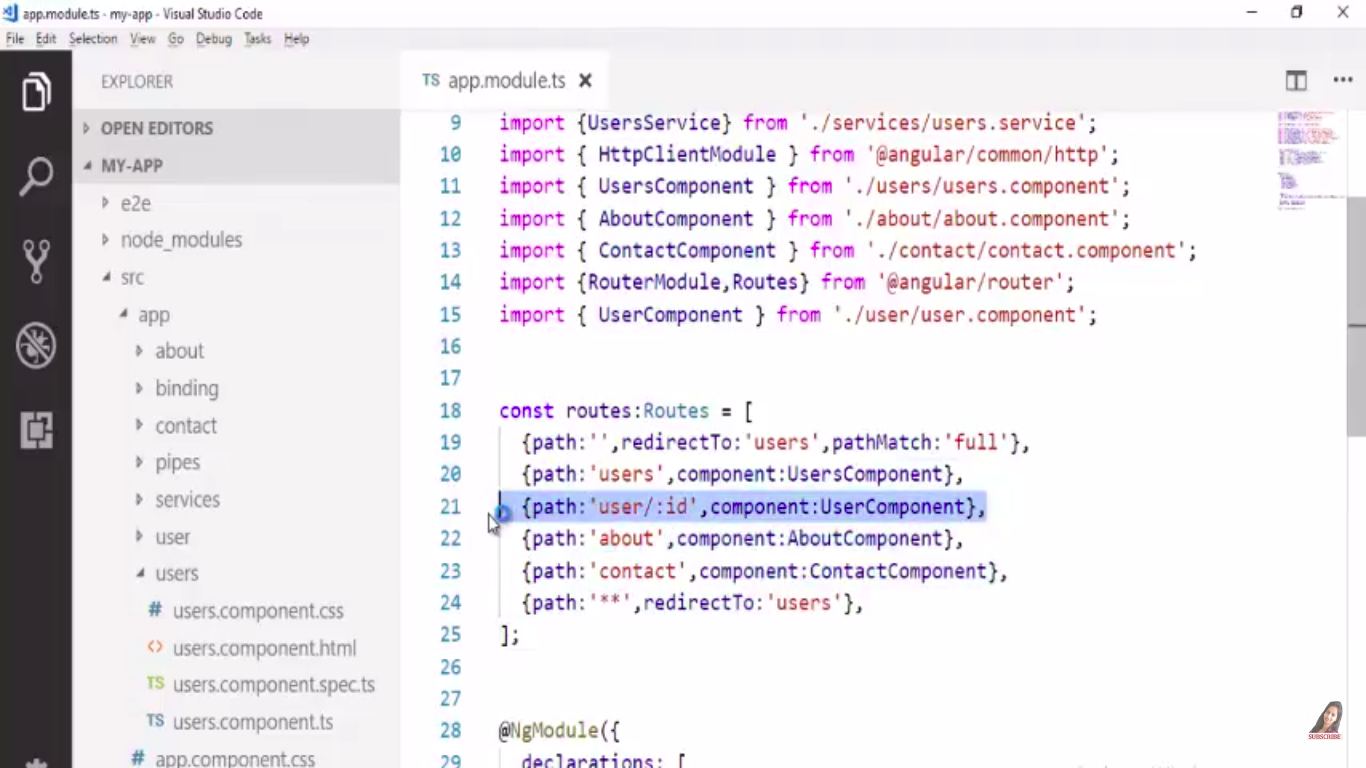 app.module.ts - my-app - Visual Studio Code
File Edit Selection View Go Debug Tasks Help
EXPLORER
OPEN EDITORS
MY-APP
e2e
node_modules
src
app
about
binding
contact
pipes
services
user
users
# users.component.css
<> users.component.html
TS users.component.spec.ts
TS users.component.ts
# app.component.css
TS app.module.ts
9 import {UsersService} from './services/users.service';
10 import { HttpClientModule } from '@angular/common/http';
11 import { UsersComponent } from './users/users.component';
12 import { AboutComponent } from './about/about.component';
13 import { ContactComponent } from './contact/contact.component';
14 import {RouterModule,Routes} from '@angular/router';
15 import { UserComponent } from './user/user.component';
16
17
18 const routes:Routes = [
19 {path:'',redirectTo:'users',pathMatch:'full'},
20 {path:'users',component:UsersComponent},
21 {path:'user/:id',component:UserComponent},
22 {path:'about',component:AboutComponent},
23 {path:'contact',component:ContactComponent},
24 {path:'**',redirectTo:'users'},
25 ];
26
27
28 @NgModule({
29 declarations: [
SUBSCRIBE